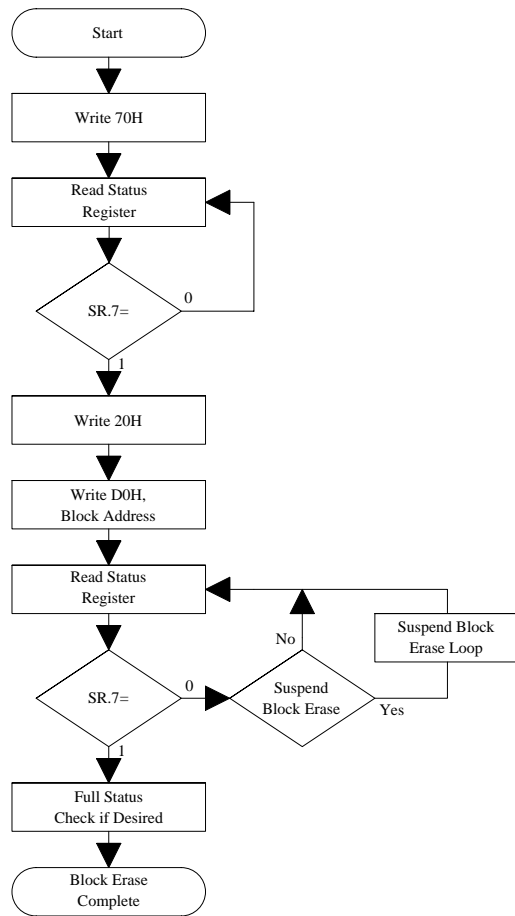 Start
Write 70H
Read Status
Register
SR.7=
0
1
Write 20H
Write D0H,
Block Address
Read Status
Register
SR.7=
0
Suspend
Block Erase
No
Yes
Suspend Block
Erase Loop
1
Full Status
Check if Desired
Block Erase
Complete